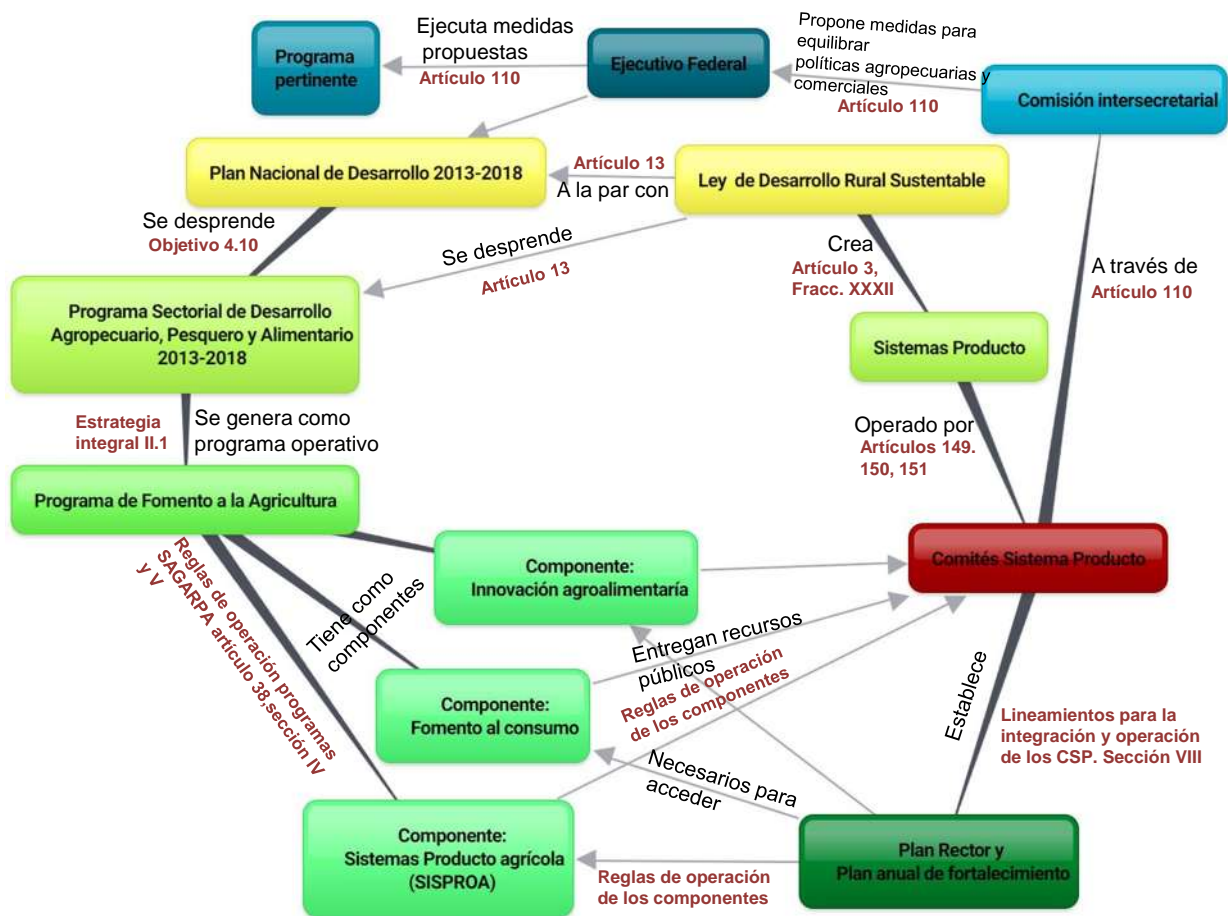 Programa
pertinente
Ejecuta medidas
propuestas
Artículo 110
Ejecutivo Federal
Propone medidas para
equilibrar
políticas agropecuarias y
comerciales
Artículo 110
Comisión intersecretarial
Plan Nacional de Desarrollo 2013-2018
Artículo 13
A la par con
Ley de Desarrollo Rural Sustentable
Se desprende
Objetivo 4.10
Se desprende
Artículo 13
Crea
Artículo 3,
Fracc. XXXII
A través de
Artículo 110
Programa Sectorial de Desarrollo
Agropecuario, Pesquero y Alimentario
2013-2018
Sistemas Producto
Estrategia
integral II.1
Se genera como
programa operativo
Operado por
Artículos 149.
150, 151
Programa de Fomento a la Agricultura
Reglas de operación programas
SAGARPA artículo 38,sección IV
y V
Tiene como
componentes
Componente:
Innovación agroalimentaría
Comités Sistema Producto
Entregan recursos
públicos
Reglas de operación
de los componentes
Componente:
Fomento al consumo
Establece
Lineamientos para la
integración y operación
de los CSP. Sección VIII
Necesarios para
acceder
Componente:
Sistemas Producto agrícola
(SISPROA)
Reglas de operación
de los componentes
Plan Rector y
Plan anual de fortalecimiento